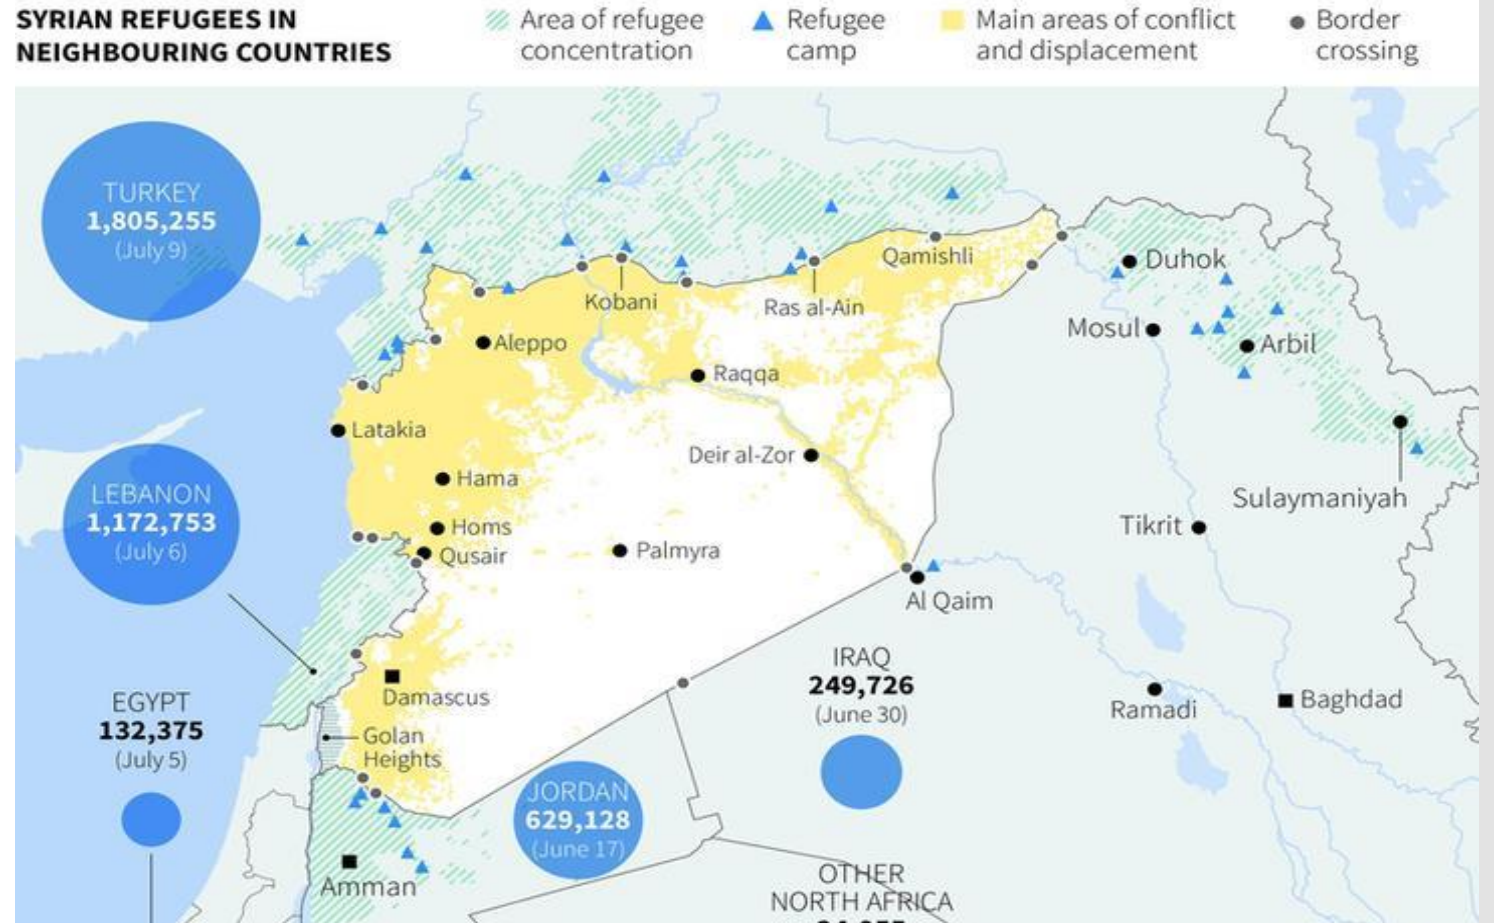 SYRIAN REFUGEES IN
NEIGHBOURING COUNTRIES
Area of refugee
concentration
Refugee
camp
Main areas of conflict
and displacement
Border
crossing
TURKEY
1,805,255
(July 9)
Qamishli
Duhok
Kobani
Ras al-Ain
Mosul
Arbil
Aleppo
Raqqa
Latakia
Deir al-Zor
Hama
LEBANON
1,172,753
(July 6)
Sulaymaniyah
Homs
Tikrit
Qusair
Palmyra
Al Qaim
IRAQ
249,726
(June 30)
Damascus
EGYPT
132,375
(July 5)
Baghdad
Ramadi
Golan
Heights
JORDAN
629,128
(June 17)
Amman
OTHER
NORTH AFRICA